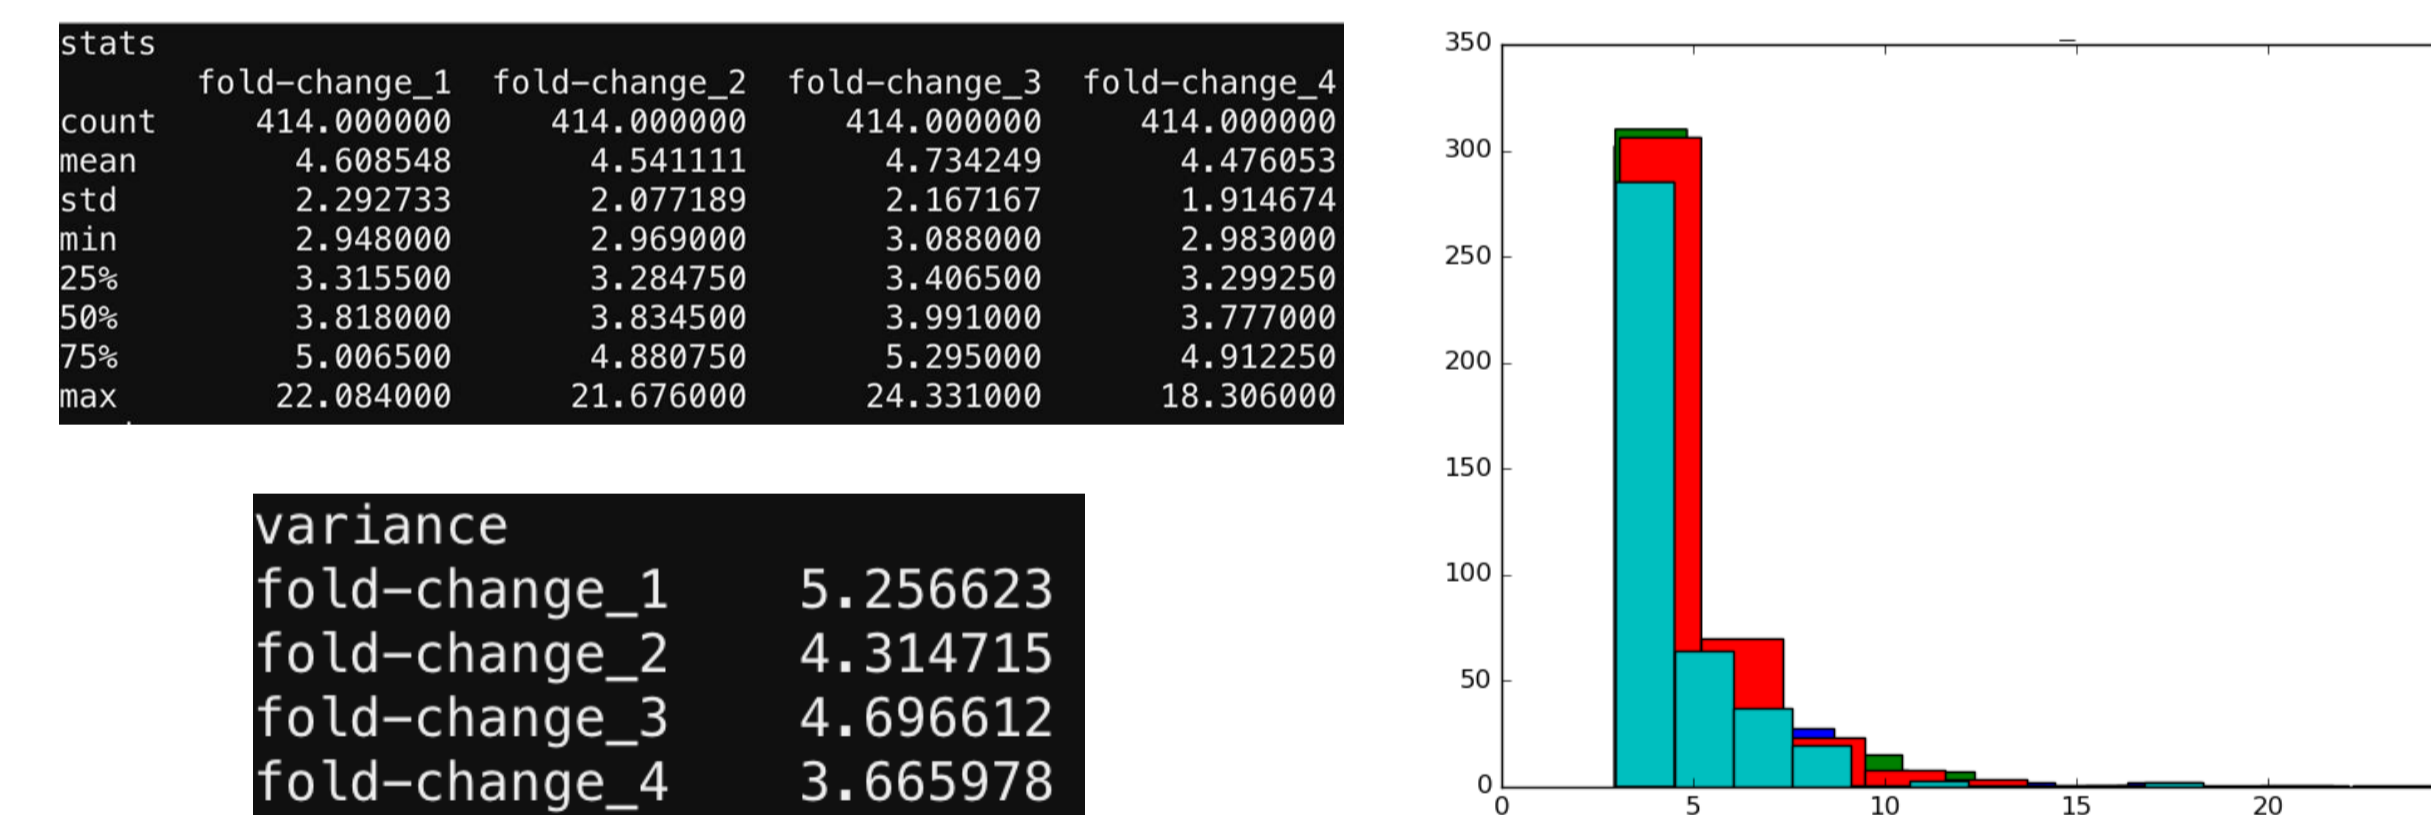 stats
fold-change_1 fold-change_2 fold-change_3 fold-change_4
count 414.000000 414.000000 414.000000 414.000000
mean 4.608548 4.541111 4.734249 4.476053
std 2.292733 2.077189 2.167167 1.914674
min 2.948000 2.969000 3.088000 2.983000
25% 3.315500 3.284750 3.406500 3.299250
50% 3.818000 3.834500 3.991000 3.777000
75% 5.006500 4.880750 5.295000 4.912250
max 22.084000 21.676000 24.331000 18.306000
variance
fold-change_1 5.256623
fold-change_2 4.314715
fold-change_3 4.696612
fold-change_4 3.665978
350
300
250
200
150
100
50
0
0 5 10 15 20